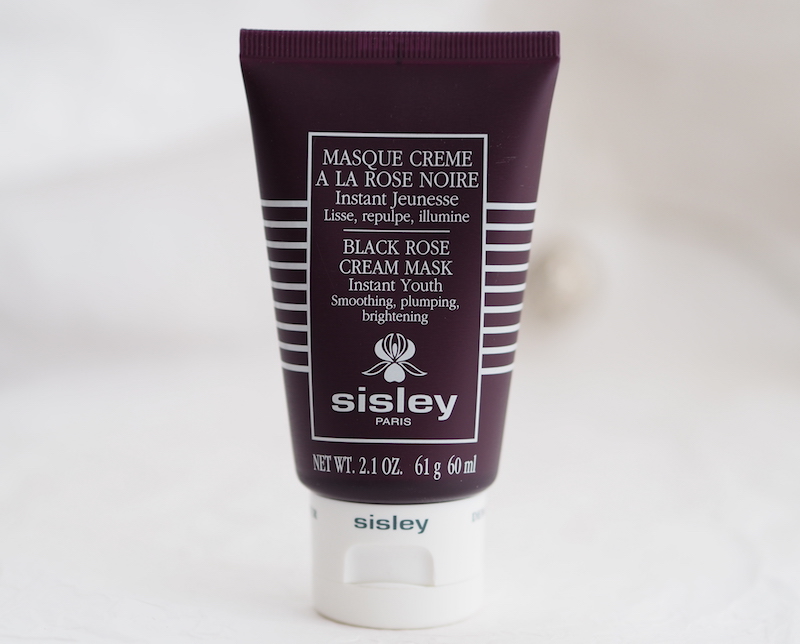 MASQUE CREME
A LA ROSE NOIRE
Instant Jeunesse
Lisse, repulpe, illumine
BLACK ROSE
CREAM MASK
Instant Youth
Smoothing, plumping,
brightening
sisley
PARIS
NET WT. 2.1 OZ. 61 g 60 ml
sisley